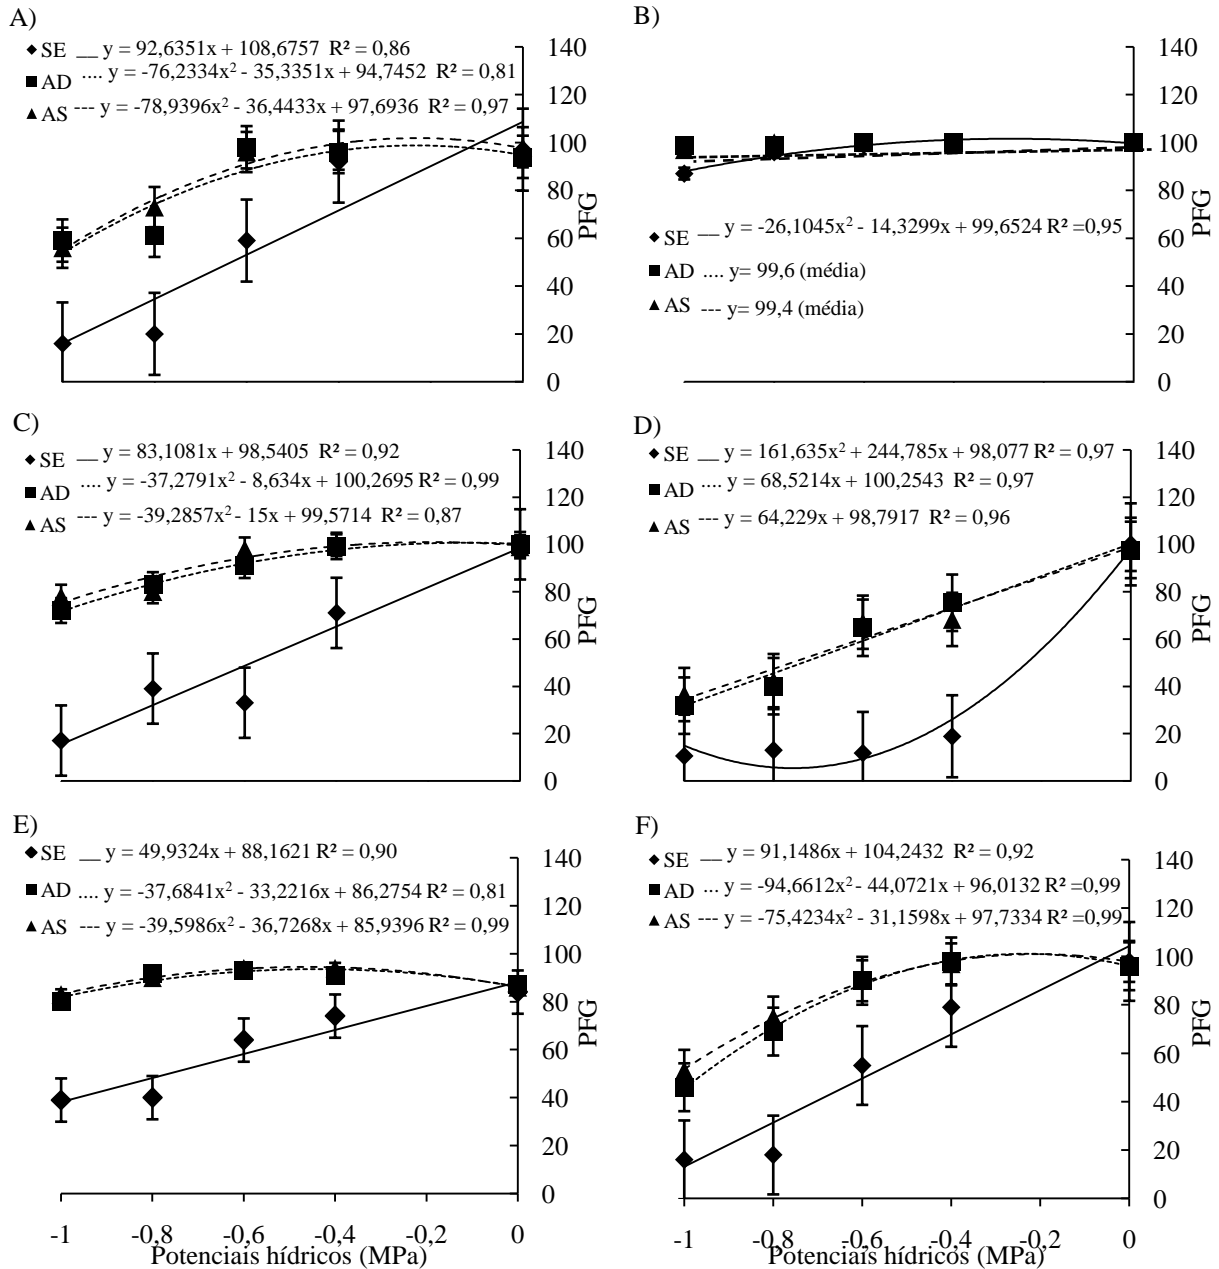 A)
SE __ y = 92,6351x + 108,6757 R² = 0,86
AD .... y = -76,2334x² - 35,3351x + 94,7452 R² = 0,81
AS --- y = -78,9396x² - 36,4433x + 97,6936 R² = 0,97
140
120
100
80
60
40
20
0
PFG
B)
SE __ y = -26,1045x² - 14,3299x + 99,6524 R² =0,95
AD .... y= 99,6 (média)
AS --- y= 99,4 (média)
140
120
100
80
60
40
20
0
PFG
C)
SE __ y = 83,1081x + 98,5405 R² = 0,92
AD .... y = -37,2791x² - 8,634x + 100,2695 R² = 0,99
AS --- y = -39,2857x² - 15x + 99,5714 R² = 0,87
140
120
100
80
60
40
20
0
PFG
D)
SE __ y = 161,635x² + 244,785x + 98,077 R² = 0,97
AD .... y = 68,5214x + 100,2543 R² = 0,97
AS --- y = 64,229x + 98,7917 R² = 0,96
140
120
100
80
60
40
20
0
PFG
E)
SE __ y = 49,9324x + 88,1621 R² = 0,90
AD .... y = -37,6841x² - 33,2216x + 86,2754 R² = 0,81
AS --- y = -39,5986x² - 36,7268x + 85,9396 R² = 0,99
140
120
100
80
60
40
20
0
PFG
-1 -0,8 -0,6 -0,4 -0,2 0
Potenciais hídricos (MPa)
F)
SE __ y = 91,1486x + 104,2432 R² = 0,92
AD ... y = -94,6612x² - 44,0721x + 96,0132 R² =0,99
AS --- y = -75,4234x² - 31,1598x + 97,7334 R² =0,99
140
120
100
80
60
40
20
0
PFG
-1 -0,8 -0,6 -0,4 -0,2 0
Potenciais hídricos (MPa)